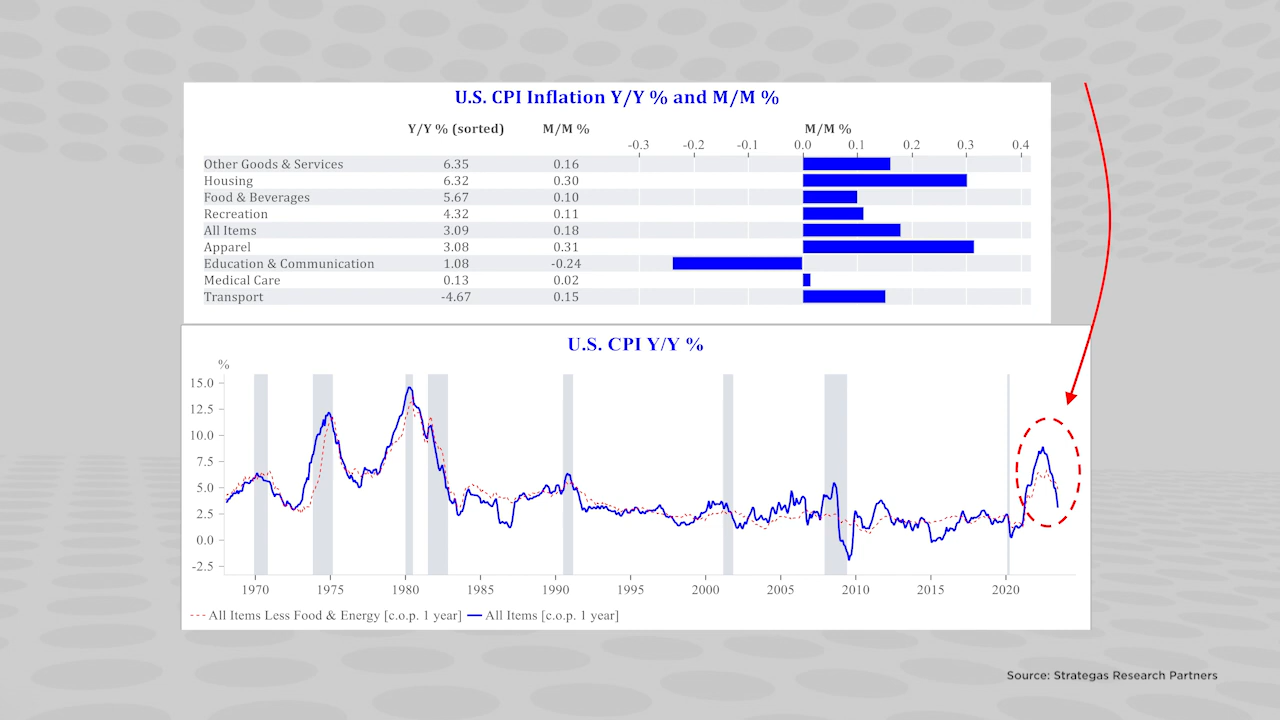 U.S. CPI Inflation Y/Y % and M/M %
Y/Y % (sorted) M/M % M/M %
-0.3 -0.2 -0.1 0.0 0.1 0.2 0.3 0.4
Other Goods & Services 6.35 0.16
Housing 6.32 0.30
Food & Beverages 5.67 0.10
Recreation 4.32 0.11
All Items 3.09 0.18
Apparel 3.08 0.31
Education & Communication 1.08 -0.24
Medical Care 0.13 0.02
Transport -4.67 0.15
U.S. CPI Y/Y %
%
15.0
12.5
10.0
7.5
5.0
2.5
0.0
-2.5
1970 1975 1980 1985 1990 1995 2000 2005 2010 2015 2020
All Items Less Food & Energy [c.o.p. 1 year] All Items [c.o.p. 1 year]
Source: Strategas Research Partners